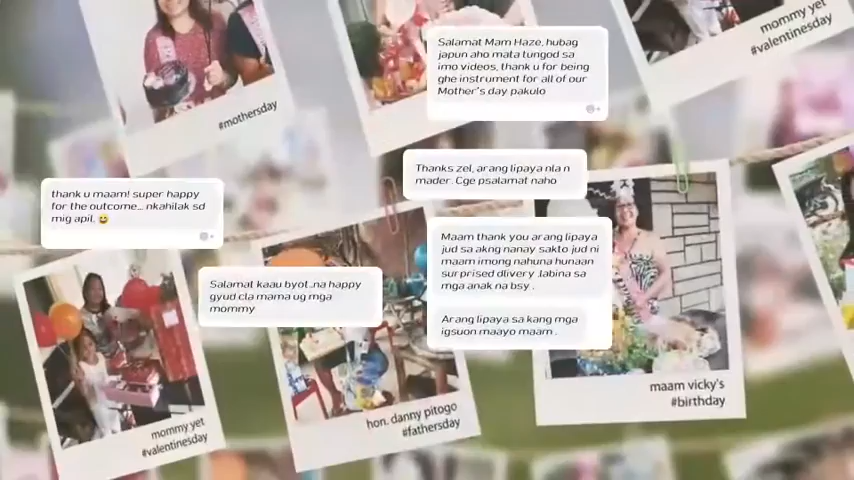 mommy yet
#valentinesday
#mothersday
Salamat Mam Haze, hubag
japun aho mata tungod sa
imo videos, thank u for being
ghe instrument for all of our
Mother's day pakulo
Thanks zel, arang lipaya nla n
mader. Cge psalamat naho
thank u maam! super happy
for the outcome... nkahilak sd
mig apil. 😅
Maam thank you arang lipaya
jud sa akng nanay sakto jud ni
maam imong nahuna hunaan
surprised dlivery .labina sa
mga anak na bsy .
Arang lipaya sa kang mga
igsuon maayo maam .
Salamat kaau byot..na happy
gyud cla mama ug mga
mommy
maam vicky's
#birthday
hon. danny pitogo
#fathersday
mommy yet
#valentinesday